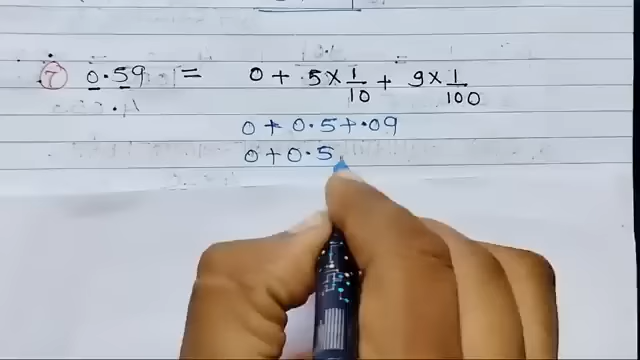 7 0.59 = 0 + 5 × 1/10 + 9 × 1/100
0 + 0.5 + .09
0 + 0.5